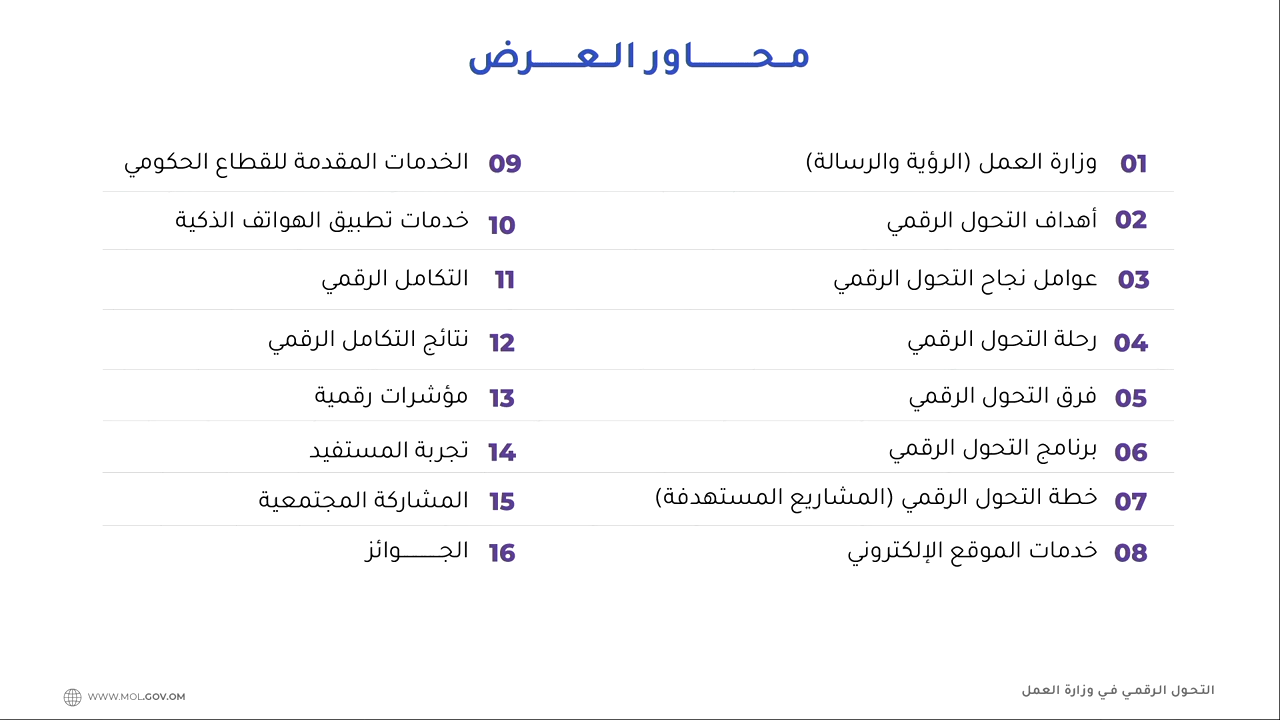 محاور العرض
01 وزارة العمل (الرؤية والرسالة)
02 أهداف التحول الرقمي
03 عوامل نجاح التحول الرقمي
04 رحلة التحول الرقمي
05 فرق التحول الرقمي
06 برنامج التحول الرقمي
07 خطة التحول الرقمي (المشاريع المستهدفة)
08 خدمات الموقع الإلكتروني
09 الخدمات المقدمة للقطاع الحكومي
10 خدمات تطبيق الهواتف الذكية
11 التكامل الرقمي
12 نتائج التكامل الرقمي
13 مؤشرات رقمية
14 تجربة المستفيد
15 المشاركة المجتمعية
16 الجـــــوائز
التحول الرقمي في وزارة العمل
WWW.MOL.GOV.OM